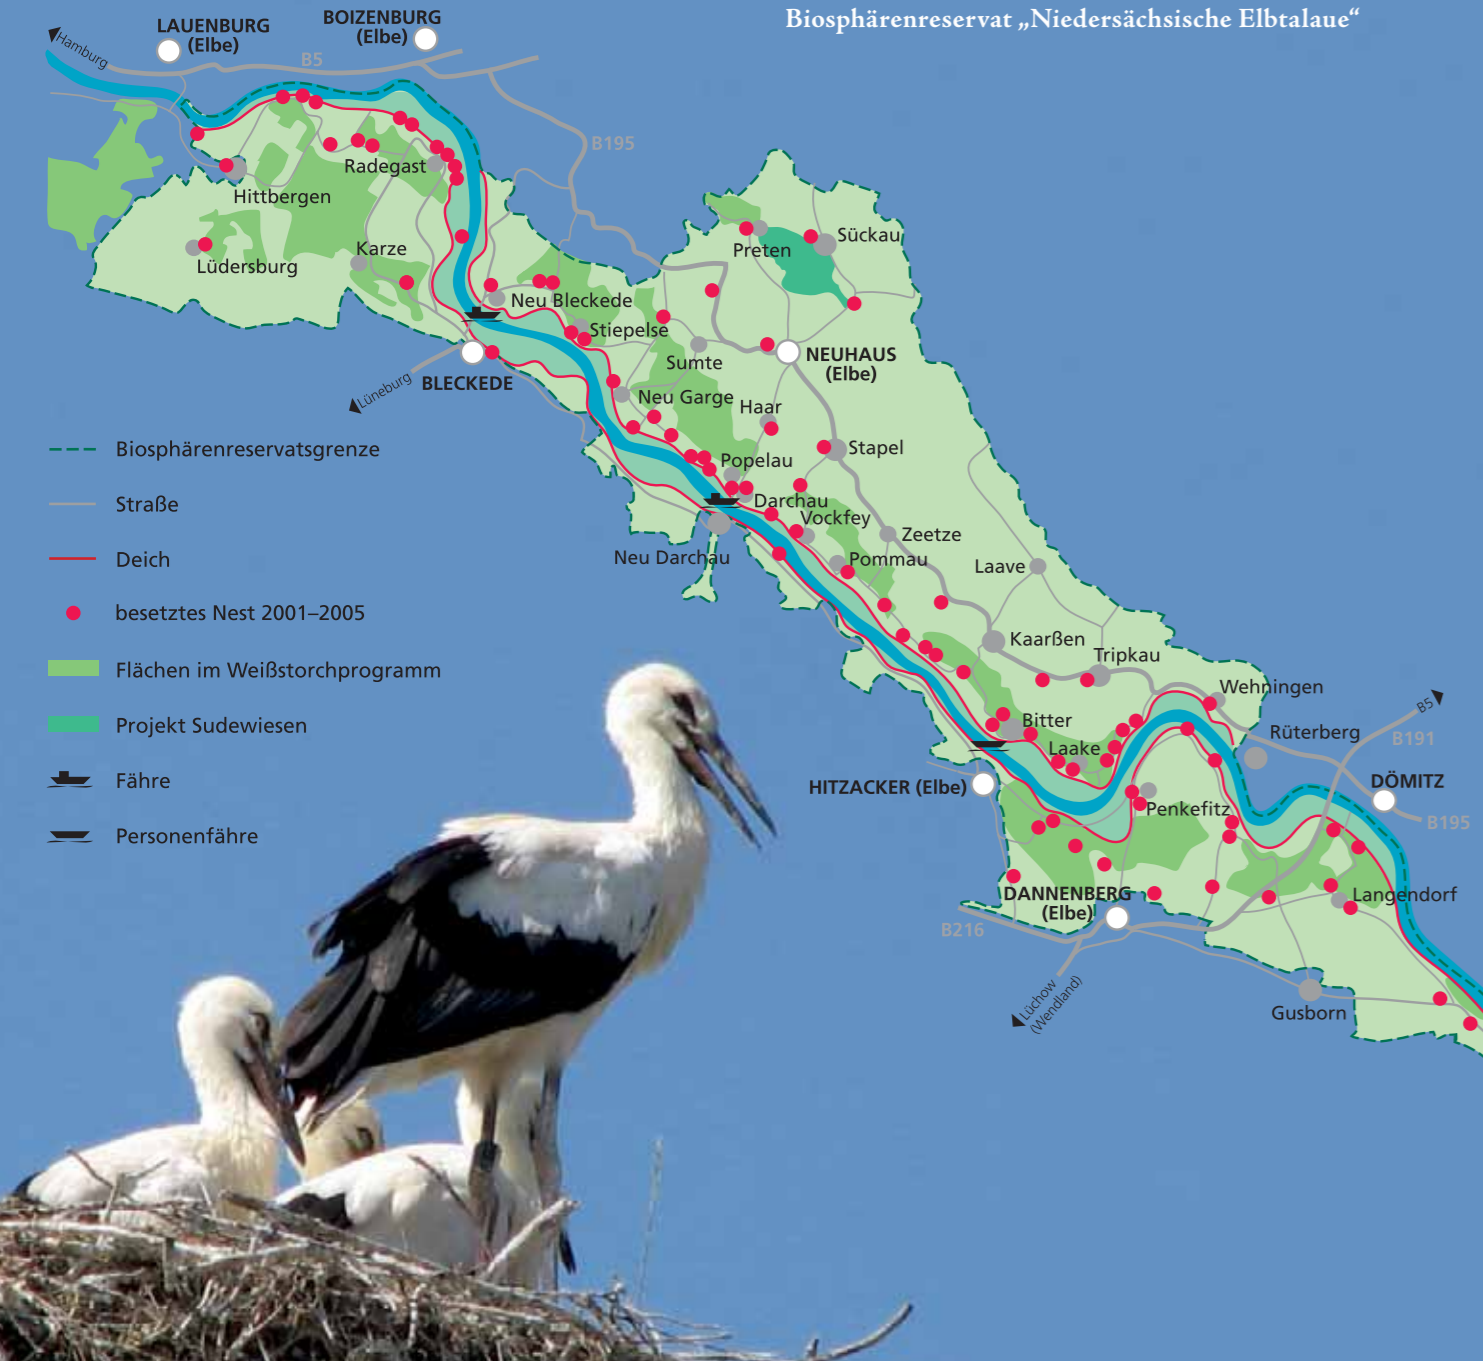 Biosphärenreservat „Niedersächsische Elbtalaue“
LAUENBURG
(Elbe)
BOIZENBURG
(Elbe)
Hamburg
B5
B195
Radegast
Hittbergen
Lüdersburg
Karze
Preten
Sückau
Neu Bleckede
Stiepelse
Sumte
NEUHAUS
(Elbe)
BLECKEDE
Lüneburg
Neu Garge
Haar
Stapel
Popelau
Darchau
Vockfey
Zeetze
Neu Darchau
Pommau
Laave
Kaarßen
Tripkau
Wehningen
Bitter
Laake
Rüterberg
B5
B191
DÖMITZ
B195
HITZACKER (Elbe)
Penkefitz
DANNENBERG
(Elbe)
Langendorf
B216
Lüchow
(Wendland)
Gusborn
Biosphärenreservatsgrenze
Straße
Deich
besetztes Nest 2001–2005
Flächen im Weißstorchprogramm
Projekt Sudewiesen
Fähre
Personenfähre